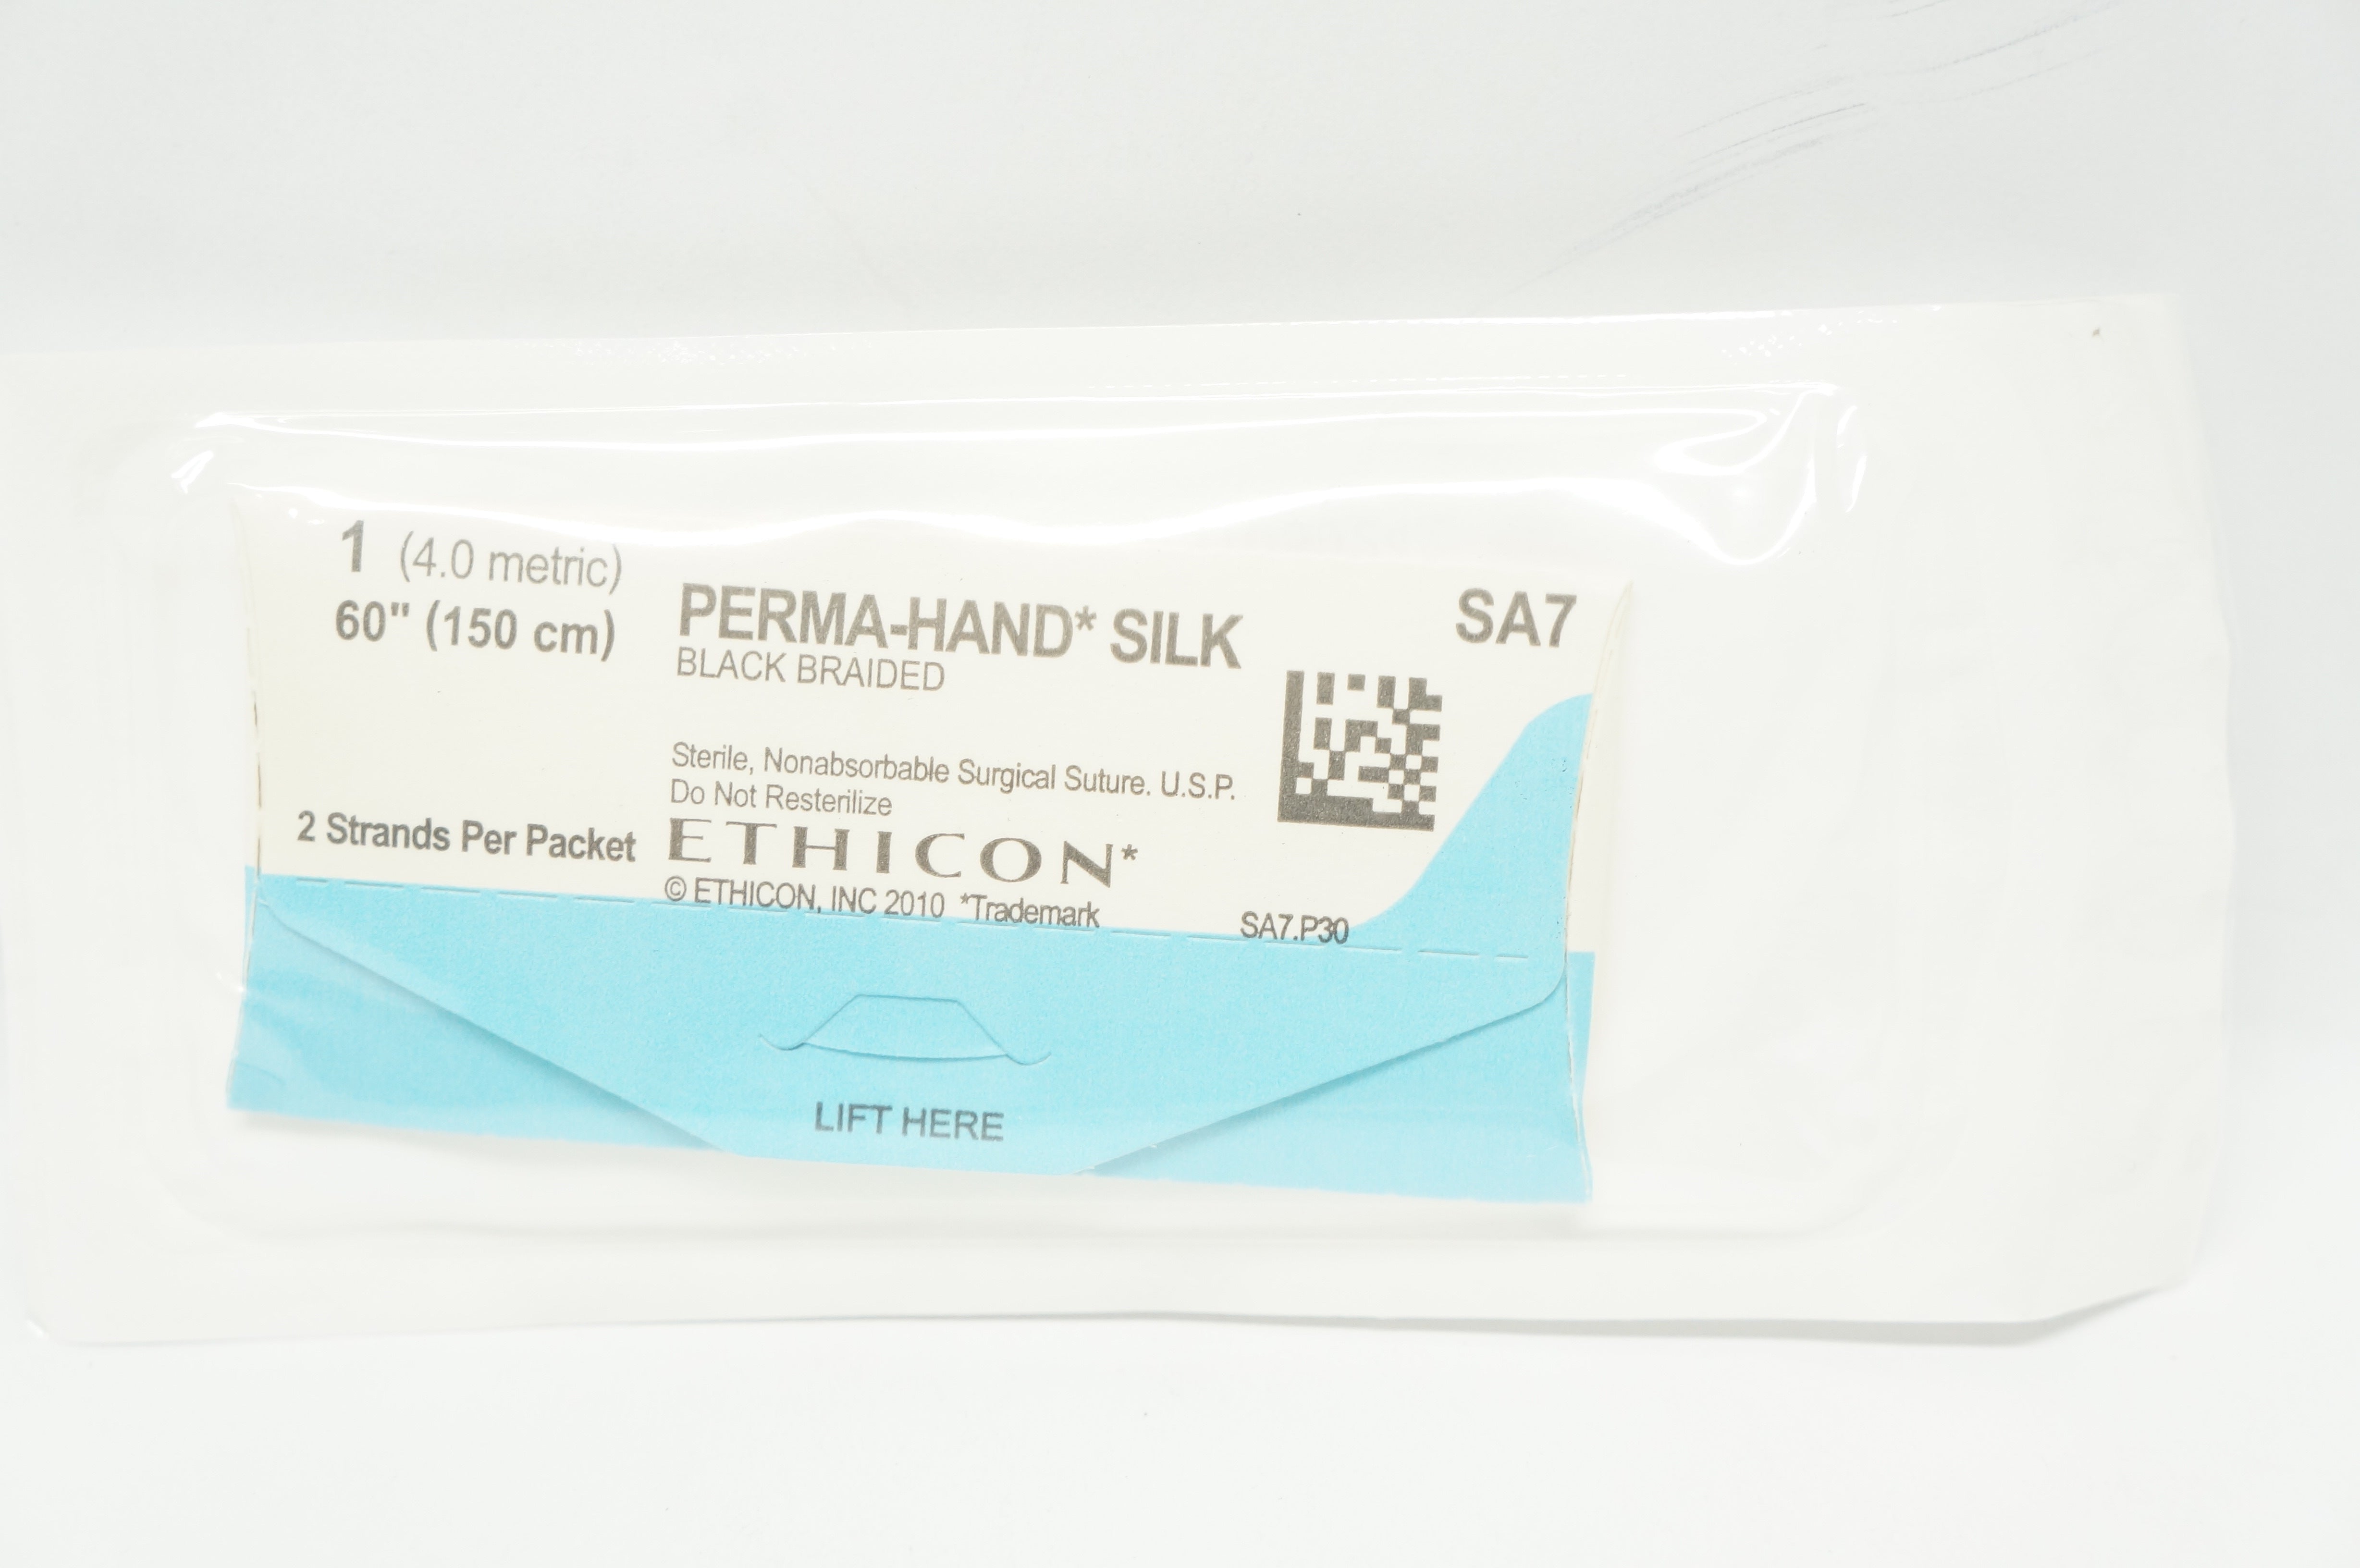 1 (4.0 metric)
60" (150 cm)
PERMA-HAND* SILK
BLACK BRAIDED
SA7
Sterile, Nonabsorbable Surgical Suture. U.S.P.
Do Not Resterilize
2 Strands Per Packet
ETHICON*
© ETHICON, INC 2010 *Trademark
SA7.P30
LIFT HERE